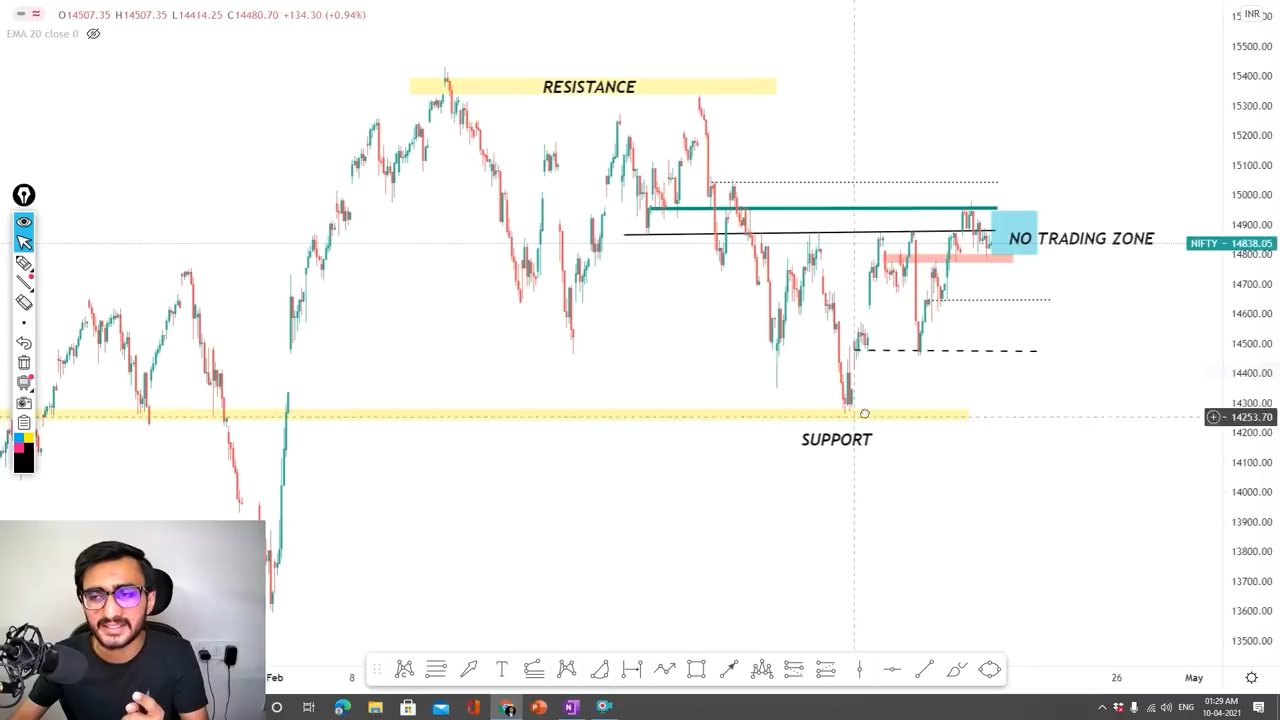 O14507.35 H14507.35 L14414.25 C14480.70 +134.30 (+0.94%)
EMA 20 close 0
INR
15500.00
15400.00
RESISTANCE
15300.00
15200.00
15100.00
15000.00
14900.00
NO TRADING ZONE
NIFTY 14838.05
14800.00
14700.00
14600.00
14500.00
14400.00
14300.00
14253.70
14200.00
SUPPORT
14100.00
14000.00
13900.00
13800.00
13700.00
13600.00
13500.00
T
Feb
8
26
May
ENG
01:29 AM
10-04-2021